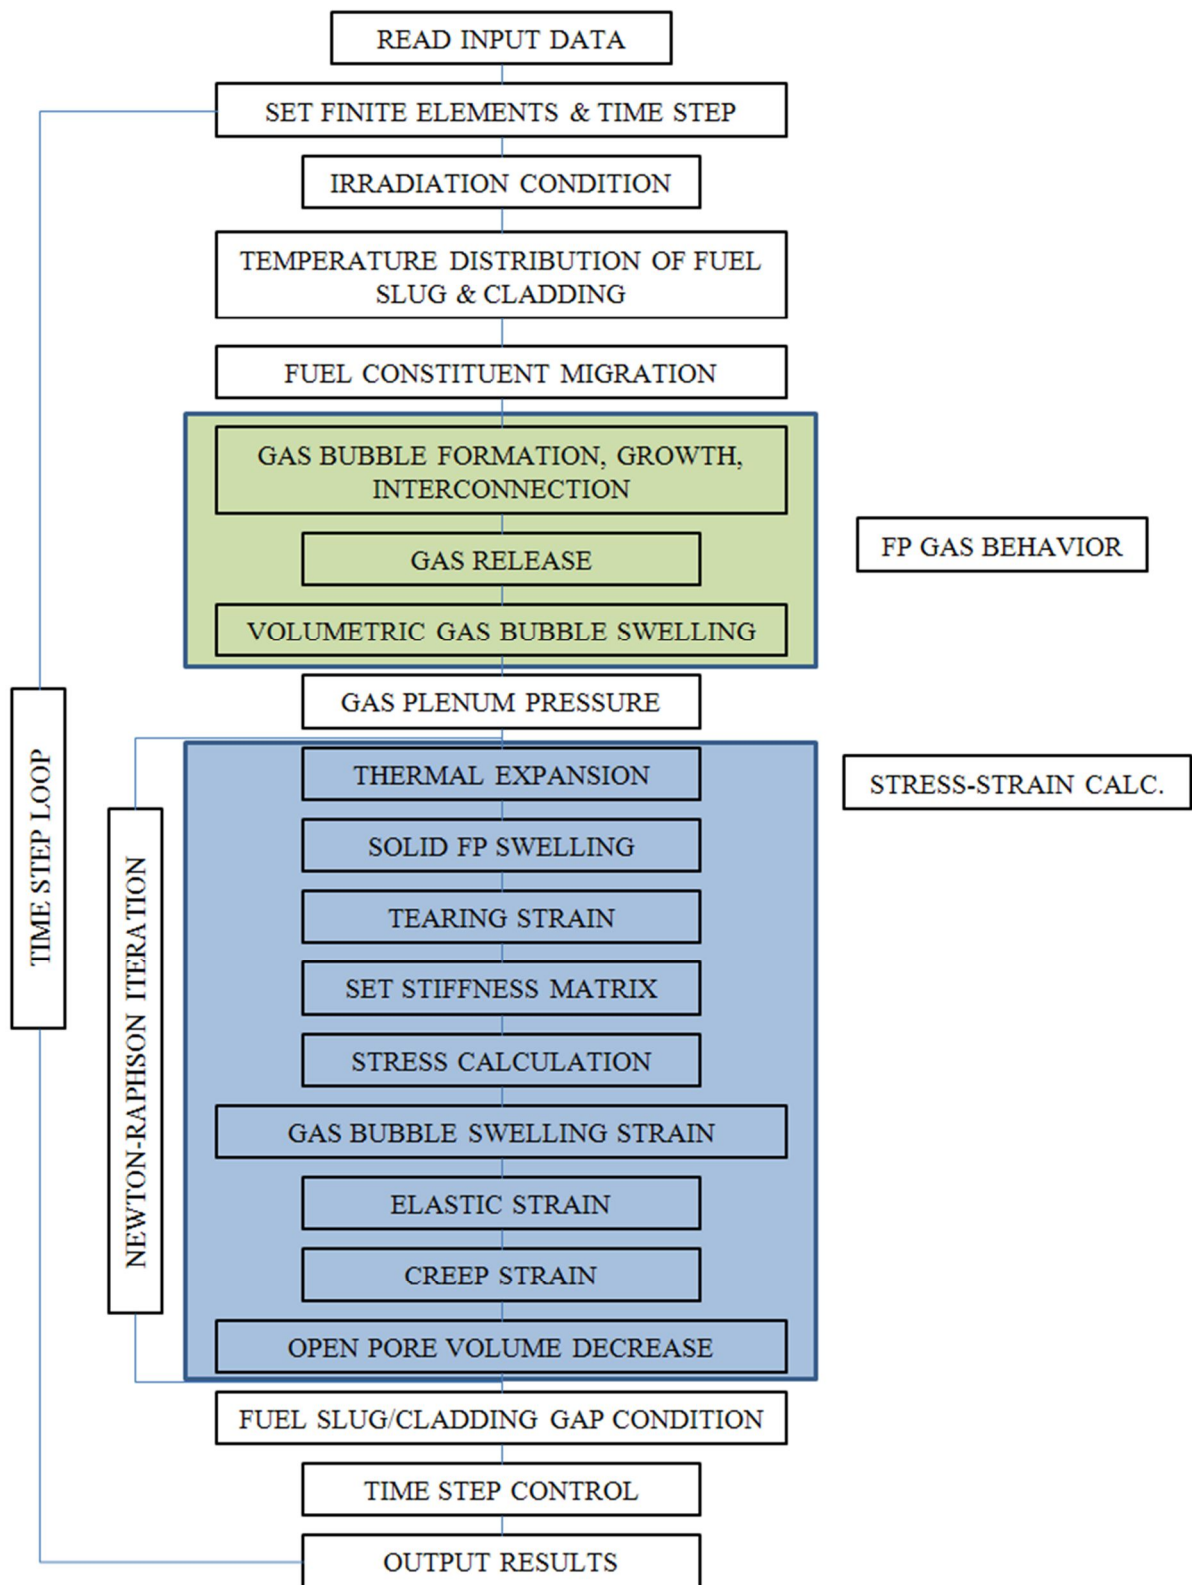 READ INPUT DATA
SET FINITE ELEMENTS & TIME STEP
IRRADIATION CONDITION
TEMPERATURE DISTRIBUTION OF FUEL
SLUG & CLADDING
FUEL CONSTITUENT MIGRATION
GAS BUBBLE FORMATION, GROWTH,
INTERCONNECTION
GAS RELEASE
VOLUMETRIC GAS BUBBLE SWELLING
FP GAS BEHAVIOR
GAS PLENUM PRESSURE
THERMAL EXPANSION
SOLID FP SWELLING
TEARING STRAIN
SET STIFFNESS MATRIX
STRESS CALCULATION
GAS BUBBLE SWELLING STRAIN
ELASTIC STRAIN
CREEP STRAIN
OPEN PORE VOLUME DECREASE
STRESS-STRAIN CALC.
NEWTON-RAPHSON ITERATION
TIME STEP LOOP
FUEL SLUG/CLADDING GAP CONDITION
TIME STEP CONTROL
OUTPUT RESULTS